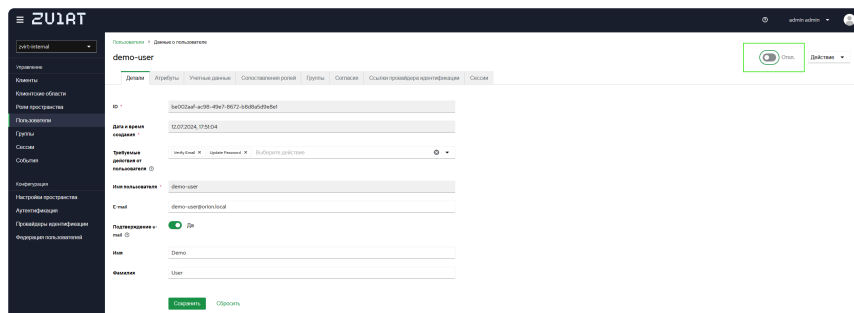 ZVIRT
admin admin
zvirt-internal
Пользователи > Данные о пользователе
demo-user
Откл.
Действие
Управление
Клиенты
Клиентские области
Роли пространства
Пользователи
Группы
Сессии
События
Конфигурация
Настройки пространства
Аутентификация
Провайдеры идентификации
Федерация пользователей
Детали Атрибуты Учетные данные Сопоставление ролей Группы Согласия Ссылки провайдера идентификации Сессии
ID * be002aaf-ac98-49e7-8672-b8d8a5d9e8e1
Дата и время создания * 12.07.2024, 17:51:04
Требуемые действия от пользователя Verify Email × Update Password × Выберите действие
Имя пользователя * demo-user
E-mail demo-user@orion.local
Подтверждение e-mail Да
Имя Demo
Фамилия User
Сохранить Сбросить